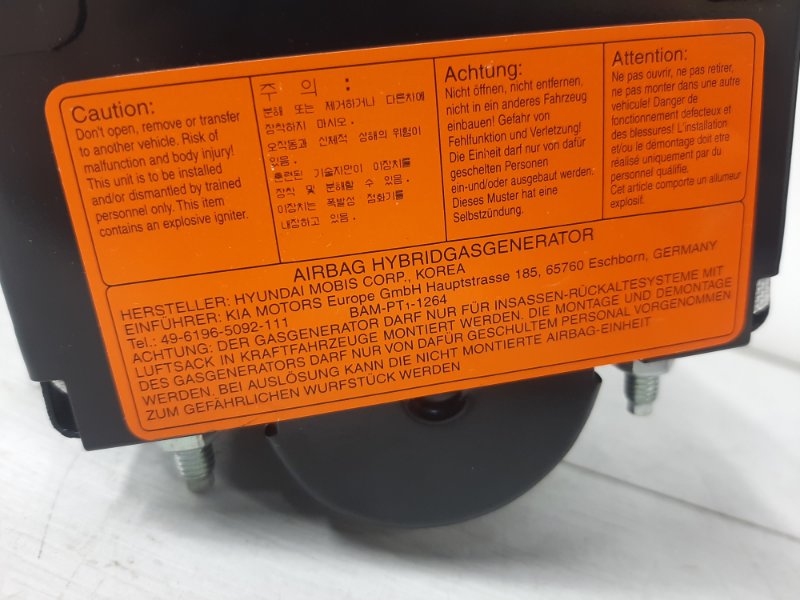 Caution:
Don't open, remove or transfer
to another vehicle. Risk of
malfunction and body injury!
This unit is to be installed
and/or dismantled by trained
personnel only. This item
contains an explosive igniter.
주 의 :
분해 또는 제거하거나 다른차에
장착하지 마시오.
오작동과 신체적 상해의 위험이
있음.
훈련된 기술자만이 이장치를
장착 및 분해할 수 있음.
이장치는 폭발성 점화기를
내장하고 있음.
Achtung:
Nicht öffnen, nicht entfernen,
nicht in ein anderes Fahrzeug
einbauen! Gefahr von
Fehlfunktion und Verletzung!
Die Einheit darf nur von dafür
geschelten Personen
ein-und/oder ausgebaut werden.
Dieses Muster hat eine
Selbstzündung.
Attention:
Ne pas ouvrir, ne pas retirer,
ne pas monter dans une autre
vehicule! Danger de
fonctionnement defecteux et
des blessures! L'installation
et/ou le démontage doit etre
réalisé uniquement par du
personnel qualifie.
Cet article comporte un allumeur
explosif.
AIRBAG HYBRIDGASGENERATOR
HERSTELLER: HYUNDAI MOBIS CORP., KOREA
EINFÜHRER: KIA MOTORS Europe GmbH Hauptstrasse 185, 65760 Eschborn, GERMANY
Tel.: 49-6196-5092-111 BAM-PT1-1264
ACHTUNG: DER GASGENERATOR DARF NUR FÜR INSASSEN-RÜCKALTESYSTEME MIT
LUFTSACK IN KRAFTFAHRZEUGE MONTIERT WERDEN. DIE MONTAGE UND DEMONTAGE
DES GASGENERATORS DARF NUR VON DAFÜR GESCHULTEM PERSONAL VORGENOMMEN
WERDEN. BEI AUSLÖSUNG KANN DIE NICHT MONTIERTE AIRBAG-EINHEIT
ZUM GEFÄHRLICHEN WURFSTÜCK WERDEN